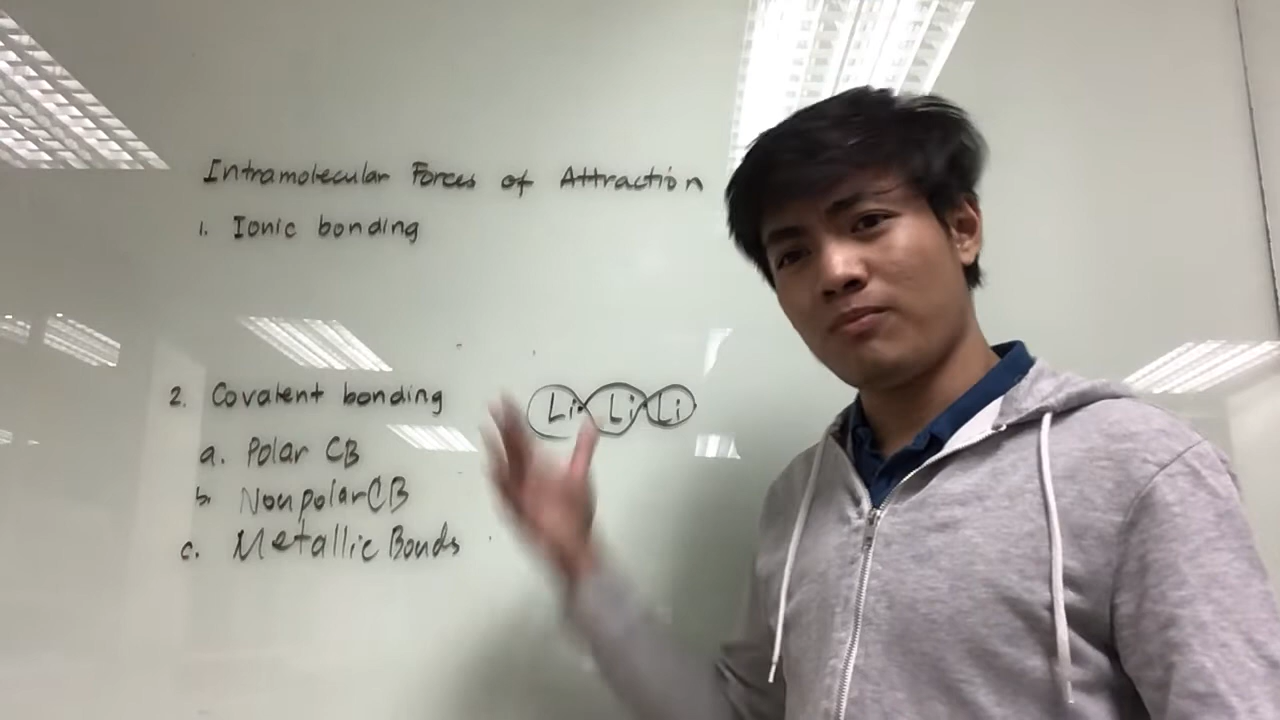 Intramolecular Forces of Attraction
1. Ionic bonding
2. Covalent bonding
Li Li Li
a. Polar CB
b. Nonpolar CB
c. Metallic Bonds